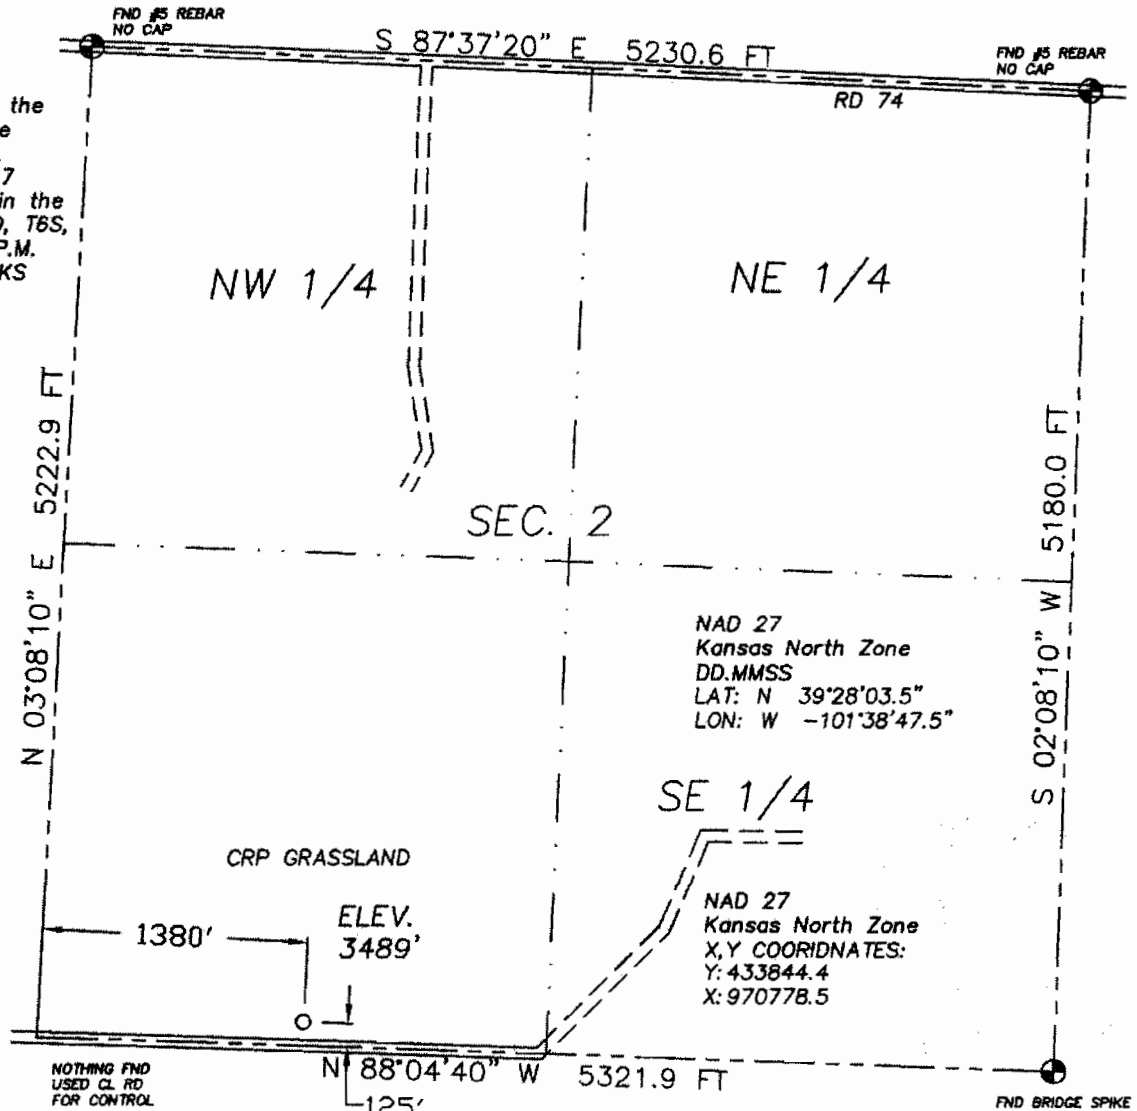 FND #5 REBAR
NO CAP
S 87°37'20" E 5230.6 FT
FND #5 REBAR
NO CAP
RD 74
the
7
in the
T6S,
P.M.
KS
NW 1/4
NE 1/4
N 03°08'10" E 5222.9 FT
SEC. 2
S 02°08'10" W 5180.0 FT
NAD 27
Kansas North Zone
DD.MMSS
LAT: N 39°28'03.5"
LON: W -101°38'47.5"
SE 1/4
CRP GRASSLAND
1380'
ELEV.
3489'
NAD 27
Kansas North Zone
X,Y COORIDNATES:
Y: 433844.4
X: 970778.5
NOTHING FND
USED CL RD
FOR CONTROL
N 88°04'40" W 5321.9 FT
125'
FND BRIDGE SPIKE